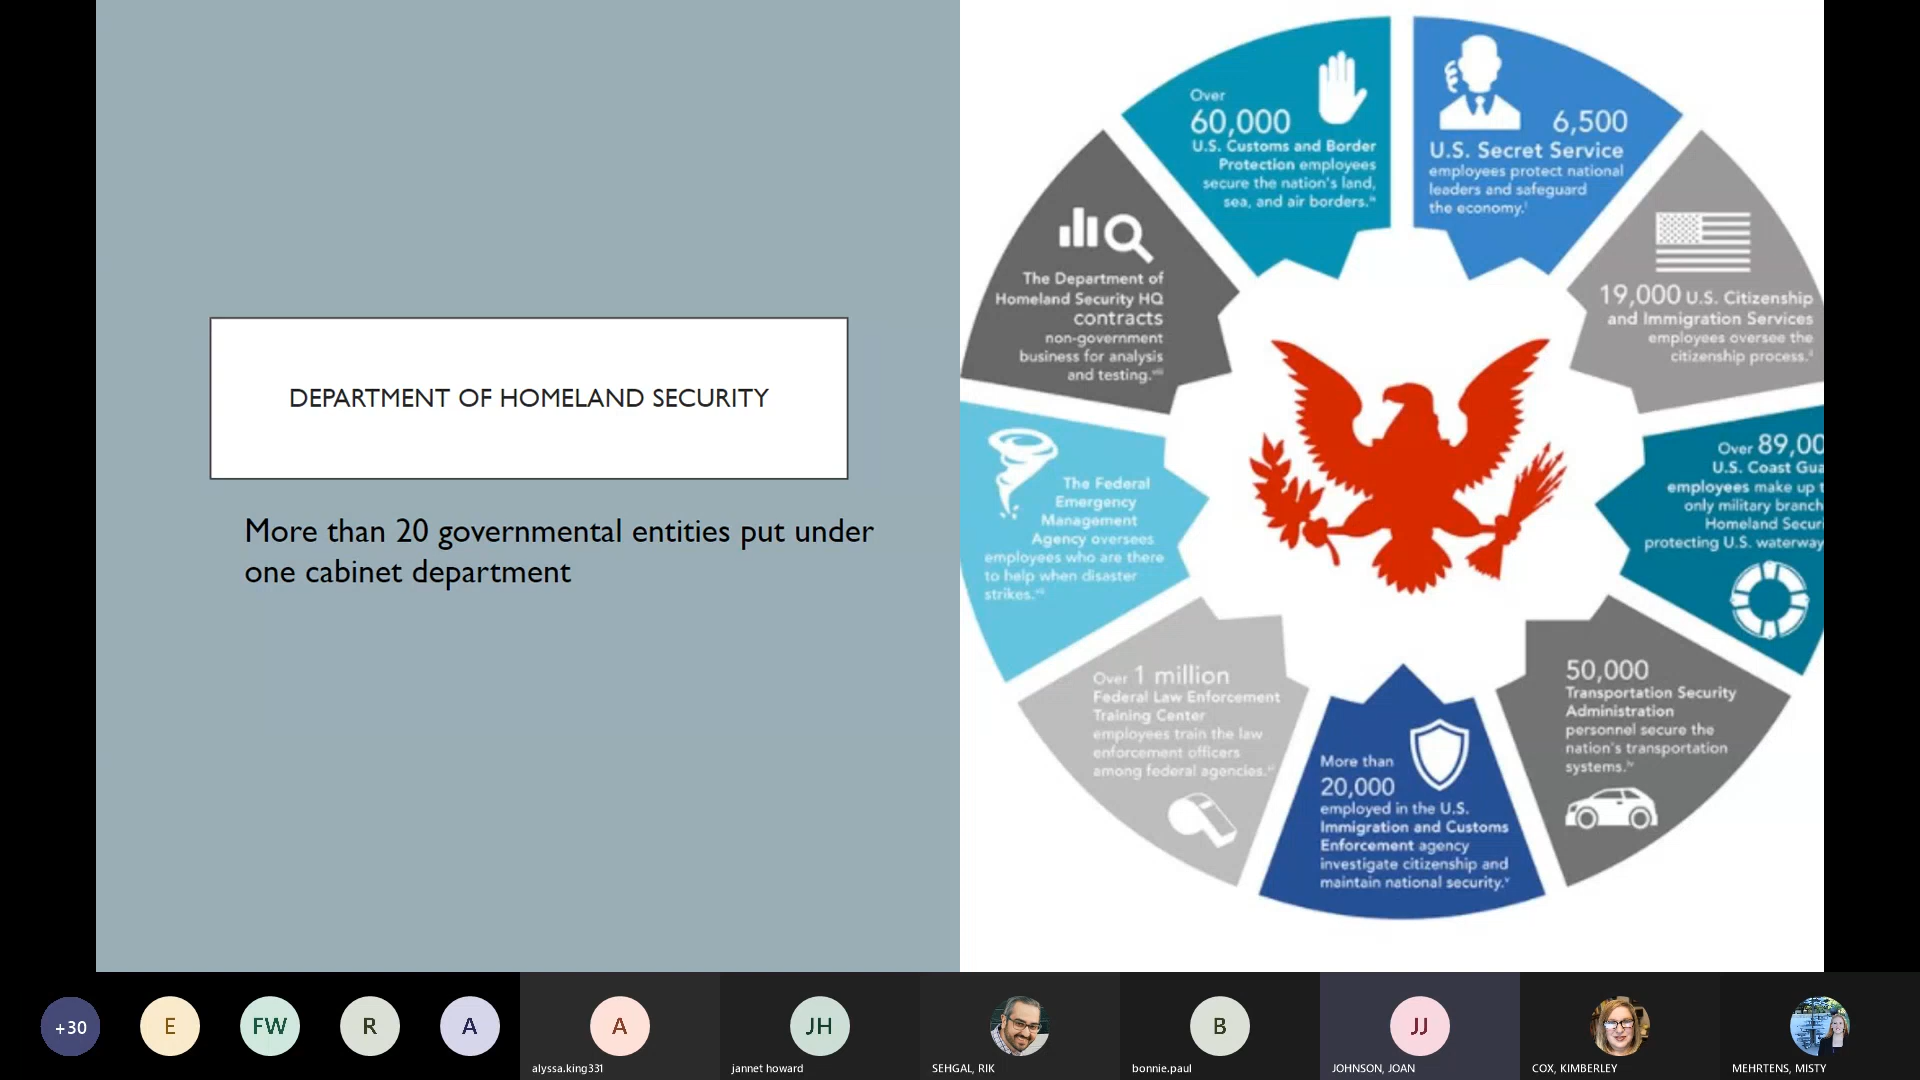 DEPARTMENT OF HOMELAND SECURITY
More than 20 governmental entities put under
one cabinet department
Over
60,000
U.S. Customs and Border
Protection employees
secure the nation's land,
sea, and air borders.
6,500
U.S. Secret Service
employees protect national
leaders and safeguard
the economy.
19,000 U.S. Citizenship
and Immigration Services
employees oversee the
citizenship process.
Over 89,00
U.S. Coast Gua
employees make up t
only military branch
Homeland Securi
protecting U.S. waterway
50,000
Transportation Security
Administration
personnel secure the
nation's transportation
systems.
More than
20,000
employed in the U.S.
Immigration and Customs
Enforcement agency
investigate citizenship and
maintain national security.
Over 1 million
Federal Law Enforcement
Training Center
employees train the law
enforcement officers
among federal agencies.
The Federal
Emergency
Management
Agency oversees
employees who are there
to help when disaster
strikes.
The Department of
Homeland Security HQ
contracts
non-government
business for analysis
and testing.
+30
E
FW
R
A
A
alyssa.king331
JH
jannet howard
SEHGAL, RIK
B
bonnie.paul
JJ
JOHNSON, JOAN
COX, KIMBERLEY
MEHRTENS, MISTY